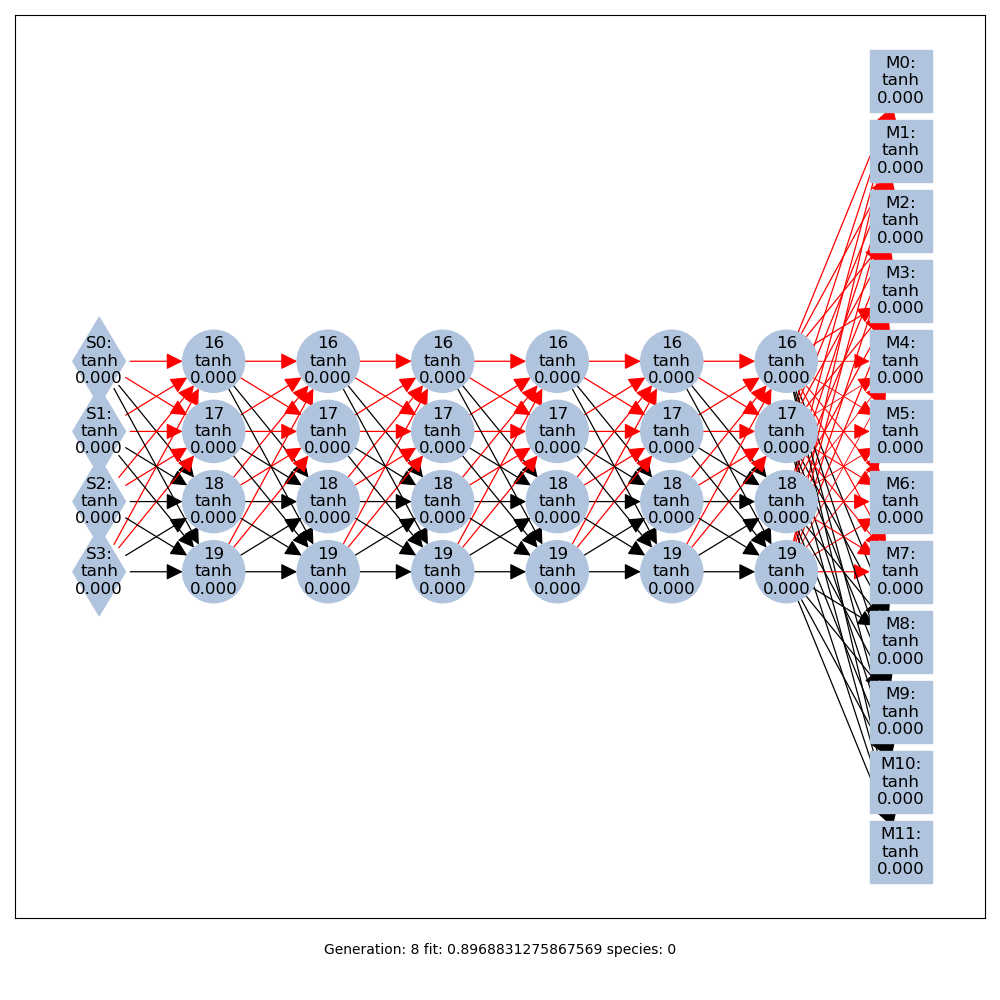 M0:
tanh
0.000
M1:
tanh
0.000
M2:
tanh
0.000
M3:
tanh
0.000
S0:
tanh
0.000
16
tanh
0.000
16
tanh
0.000
16
tanh
0.000
16
tanh
0.000
16
tanh
0.000
16
tanh
0.000
M4:
tanh
0.000
S1:
tanh
0.000
17
tanh
0.000
17
tanh
0.000
17
tanh
0.000
17
tanh
0.000
17
tanh
0.000
17
tanh
0.000
M5:
tanh
0.000
S2:
tanh
0.000
18
tanh
0.000
18
tanh
0.000
18
tanh
0.000
18
tanh
0.000
18
tanh
0.000
18
tanh
0.000
M6:
tanh
0.000
S3:
tanh
0.000
19
tanh
0.000
19
tanh
0.000
19
tanh
0.000
19
tanh
0.000
19
tanh
0.000
19
tanh
0.000
M7:
tanh
0.000
M8:
tanh
0.000
M9:
tanh
0.000
M10:
tanh
0.000
M11:
tanh
0.000
Generation: 8 fit: 0.8968831275867569 species: 0